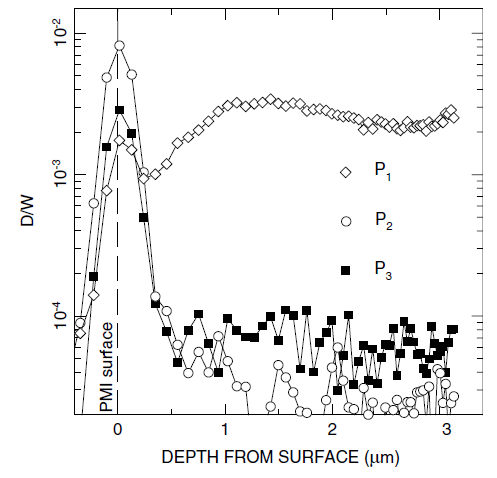 10⁻²
10⁻³
10⁻⁴
D/W
P₁
P₂
P₃
PMI surface
0
1
2
3
DEPTH FROM SURFACE (μm)